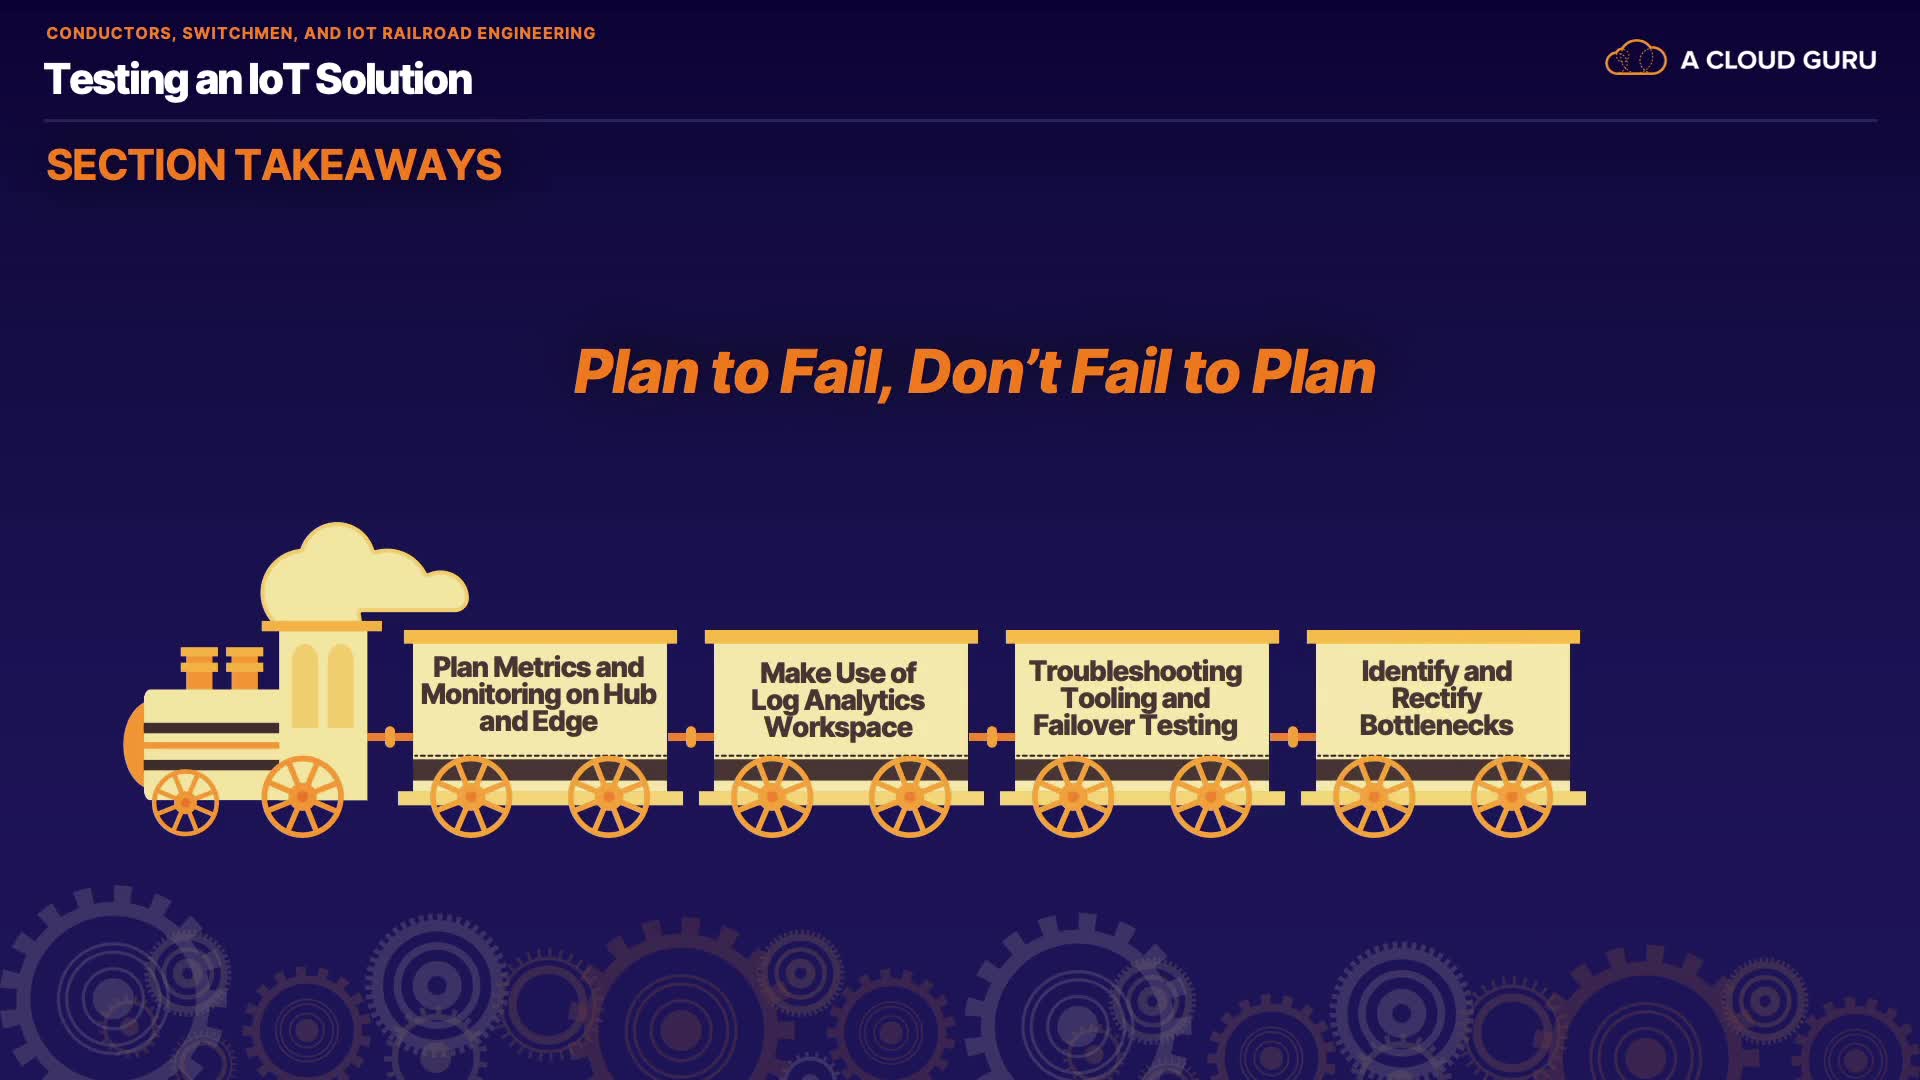 CONDUCTORS, SWITCHMEN, AND IOT RAILROAD ENGINEERING
Testing an IoT Solution
A CLOUD GURU
SECTION TAKEAWAYS
Plan to Fail, Don’t Fail to Plan
Plan Metrics and
Monitoring on Hub
and Edge
Make Use of
Log Analytics
Workspace
Troubleshooting
Tooling and
Failover Testing
Identify and
Rectify
Bottlenecks